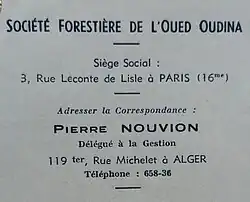 SOCIÉTÉ FORESTIÈRE DE L'OUED OUDINA
Siège Social :
3, Rue Leconte de Lisle à PARIS (16me)
Adresser la Correspondance :
PIERRE NOUVION
Délégué à la Gestion
119 ter, Rue Michelet à ALGER
Téléphone : 658-36